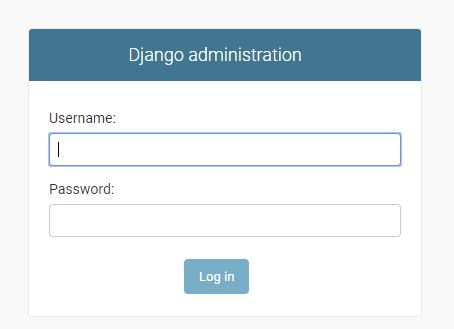 Django administration
Username:
Password:
Log in